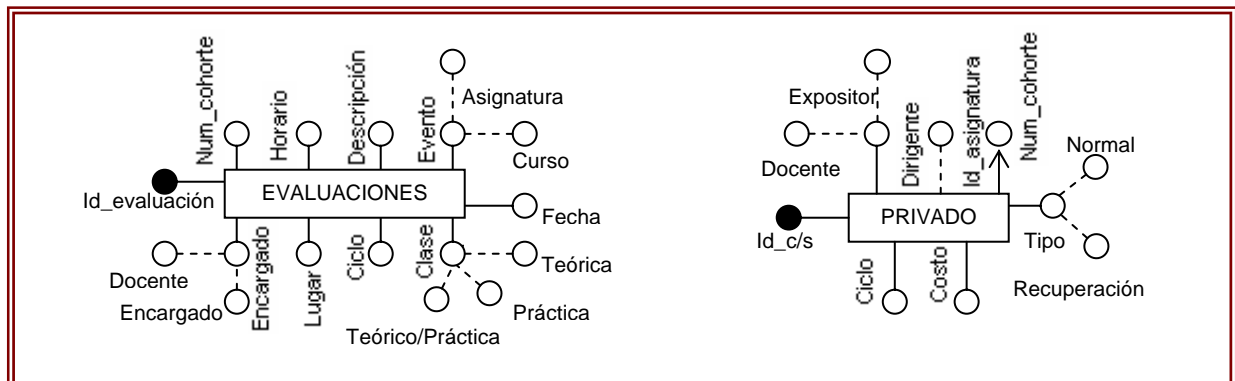 Num_cohorte
Horario
Descripción
Evento
Asignatura
Curso
Id_evaluación
EVALUACIONES
Fecha
Docente
Encargado
Encargado
Lugar
Ciclo
Clase
Teórica
Práctica
Teórico/Práctica
Expositor
Docente
Dirigente
Id_asignatura
Num_cohorte
Normal
Id_c/s
PRIVADO
Tipo
Ciclo
Costo
Recuperación